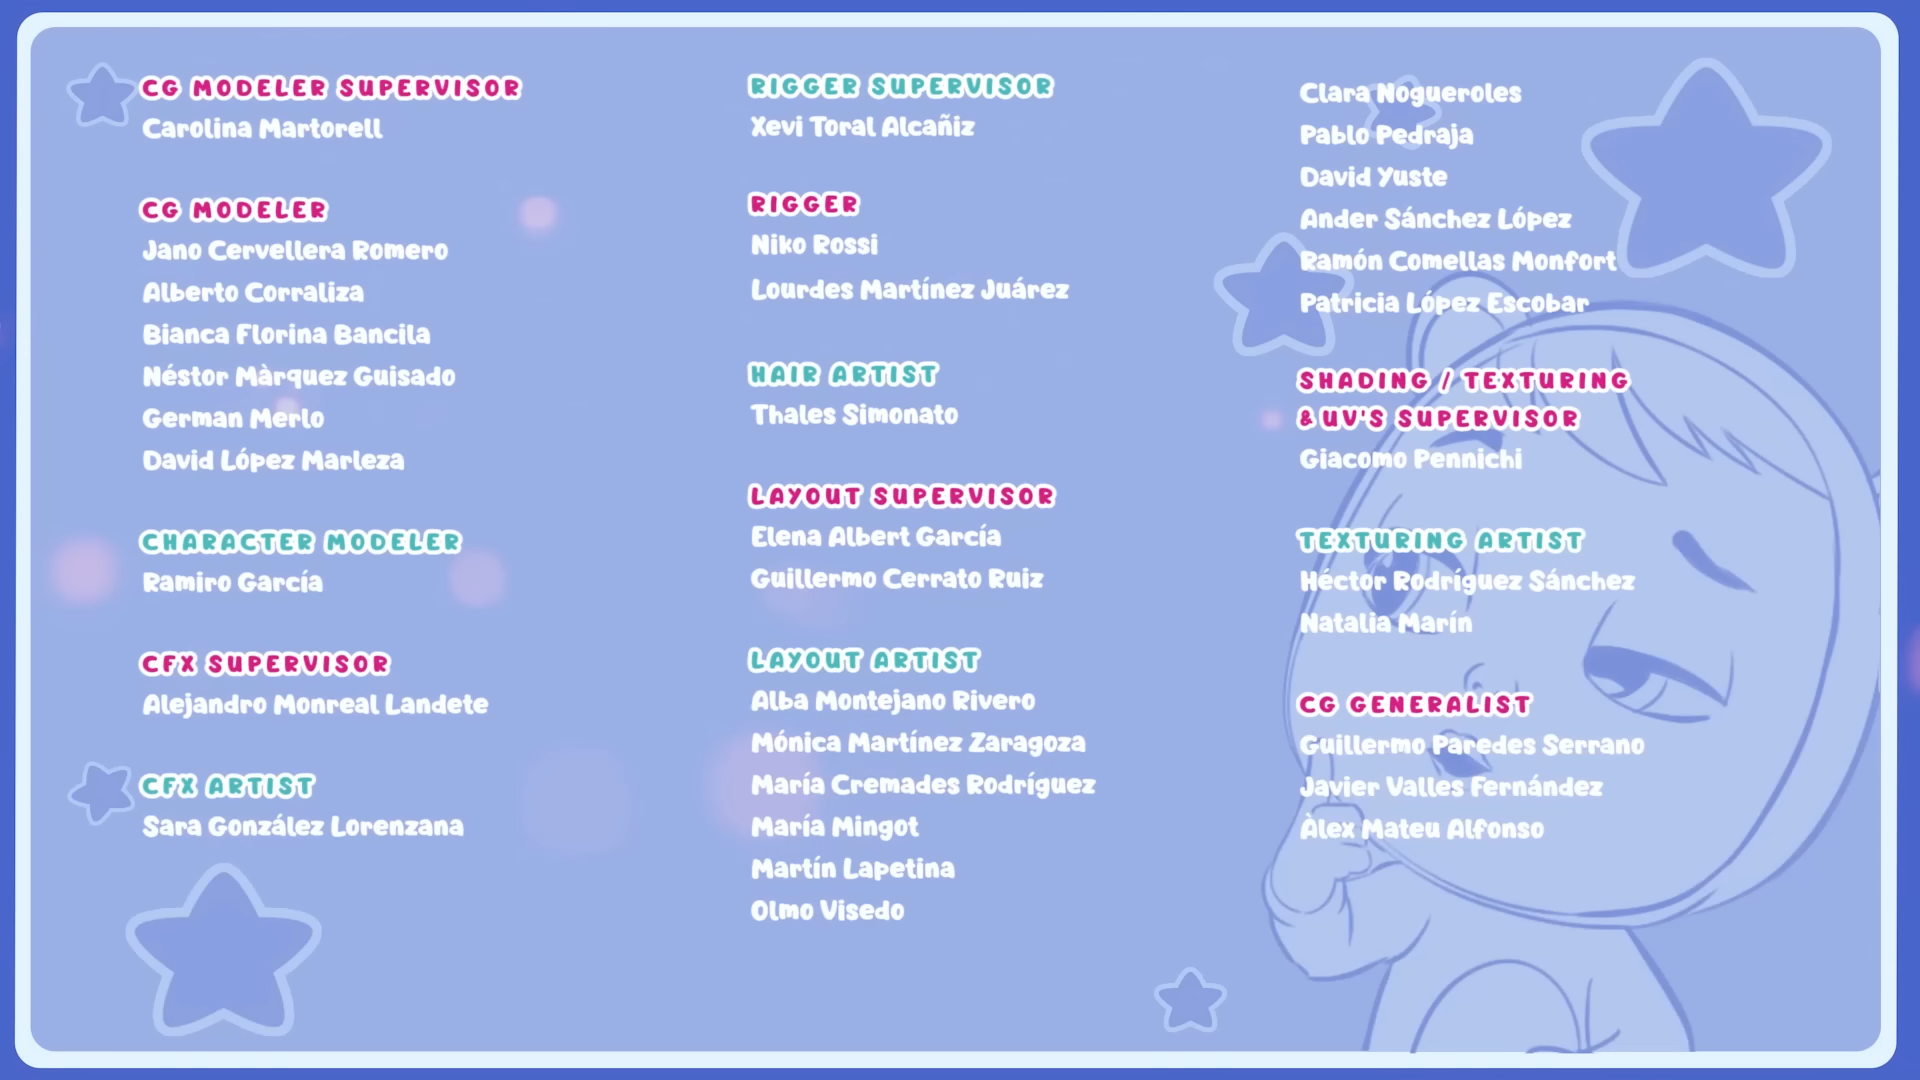 CG MODELER SUPERVISOR
Carolina Martorell
CG MODELER
Jano Cervellera Romero
Alberto Corraliza
Bianca Florina Bancila
Néstor Màrquez Guisado
German Merlo
David López Marleza
CHARACTER MODELER
Ramiro García
CFX SUPERVISOR
Alejandro Monreal Landete
CFX ARTIST
Sara González Lorenzana
RIGGER SUPERVISOR
Xevi Toral Alcañiz
RIGGER
Niko Rossi
Lourdes Martínez Juárez
HAIR ARTIST
Thales Simonato
LAYOUT SUPERVISOR
Elena Albert García
Guillermo Cerrato Ruiz
LAYOUT ARTIST
Alba Montejano Rivero
Mónica Martínez Zaragoza
María Cremades Rodríguez
María Mingot
Martín Lapetina
Olmo Visedo
Clara Nogueroles
Pablo Pedraja
David Yuste
Ander Sánchez López
Ramón Comellas Monfort
Patricia López Escobar
SHADING / TEXTURING
& UV'S SUPERVISOR
Giacomo Pennichi
TEXTURING ARTIST
Héctor Rodríguez Sánchez
Natalia Marín
CG GENERALIST
Guillermo Paredes Serrano
Javier Valles Fernández
Àlex Mateu Alfonso